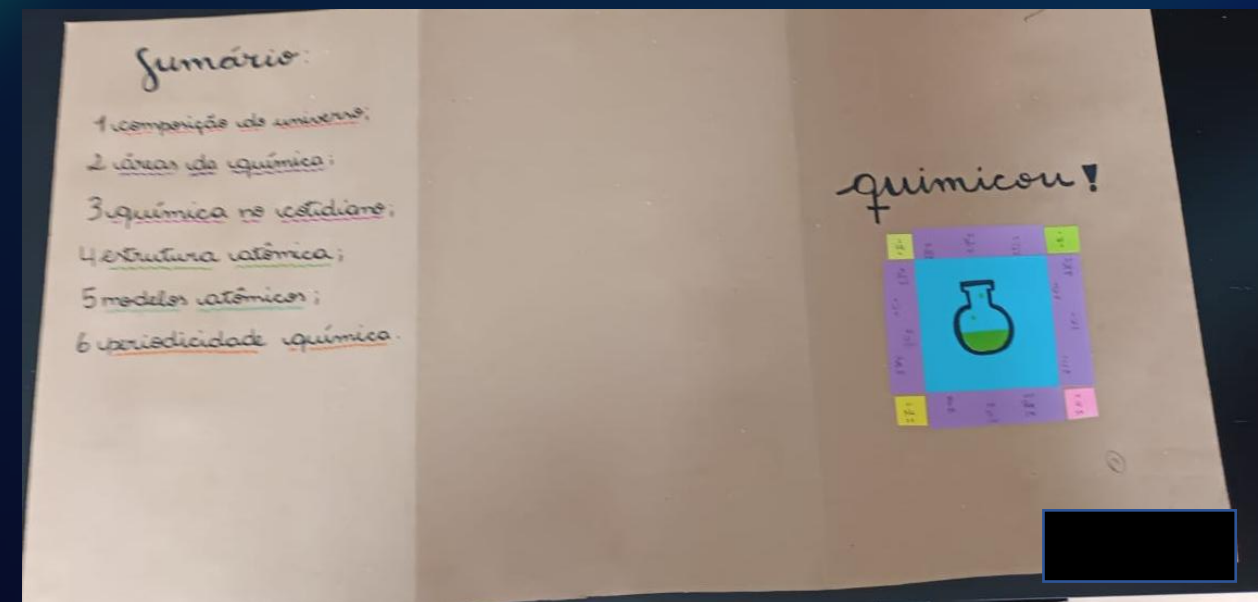 Sumário:
1 composição do universo;
2 áreas da química;
3 química no cotidiano;
4 estrutura atômica;
5 modelos atômicos;
6 periodicidade química.
quimicou!